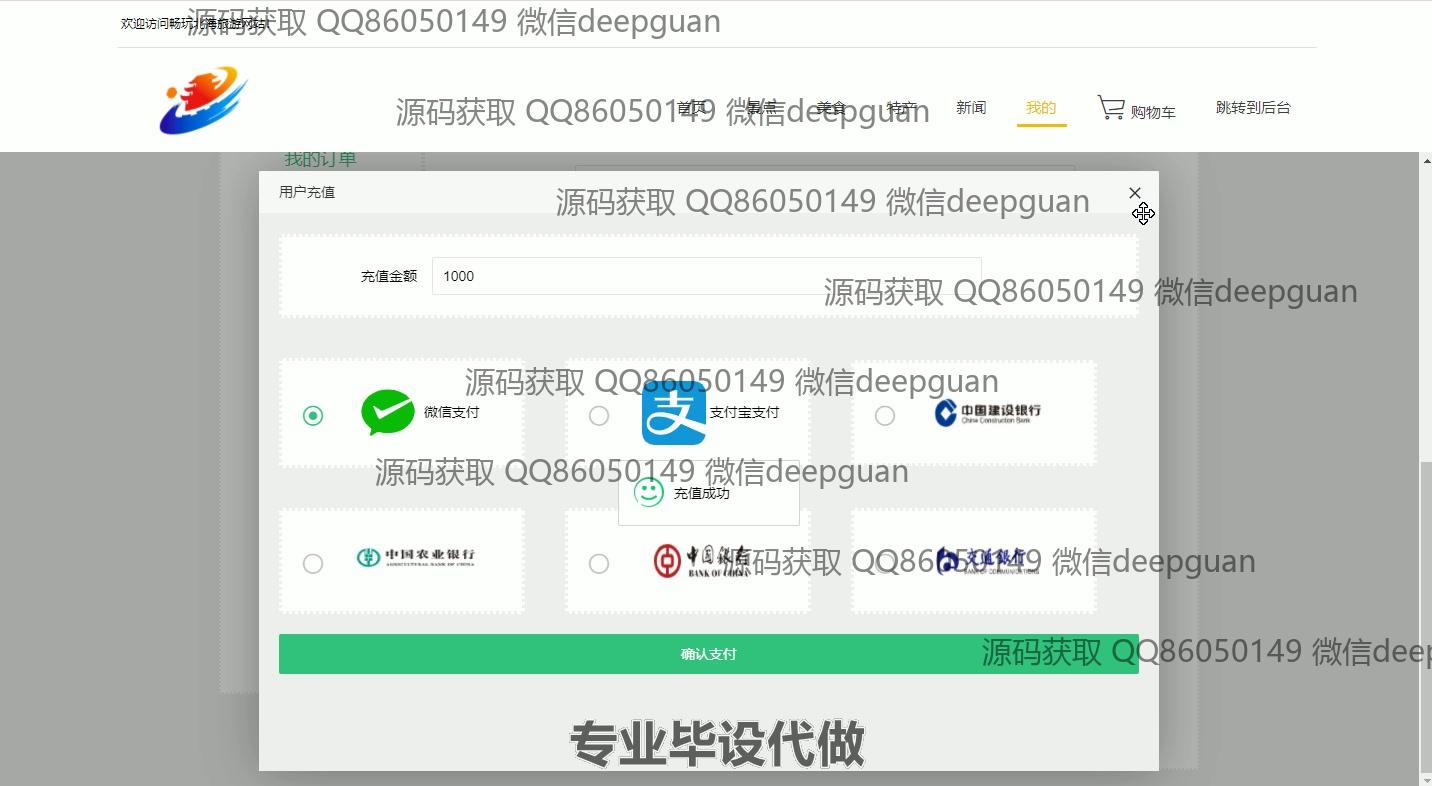 欢迎访问畅玩北海旅游网站
源码获取 QQ86050149 微信deepguan
源码获取 QQ86050149 微信deepguan
首页 景点 美食 特产 新闻 我的 购物车 跳转到后台
我的订单
用户充值
源码获取 QQ86050149 微信deepguan
充值金额 1000
源码获取 QQ86050149 微信deepguan
源码获取 QQ86050149 微信deepguan
微信支付 支 支付宝支付 中国建设银行
China Construction Bank
源码获取 QQ86050149 微信deepguan
充值成功
中国农业银行 中国银行 交通银行
AGRICULTURAL BANK OF CHINA BANK OF CHINA BANK OF COMMUNICATIONS
源码获取 QQ86050149 微信deepguan
确认支付
源码获取 QQ86050149 微信deep
专业毕设代做